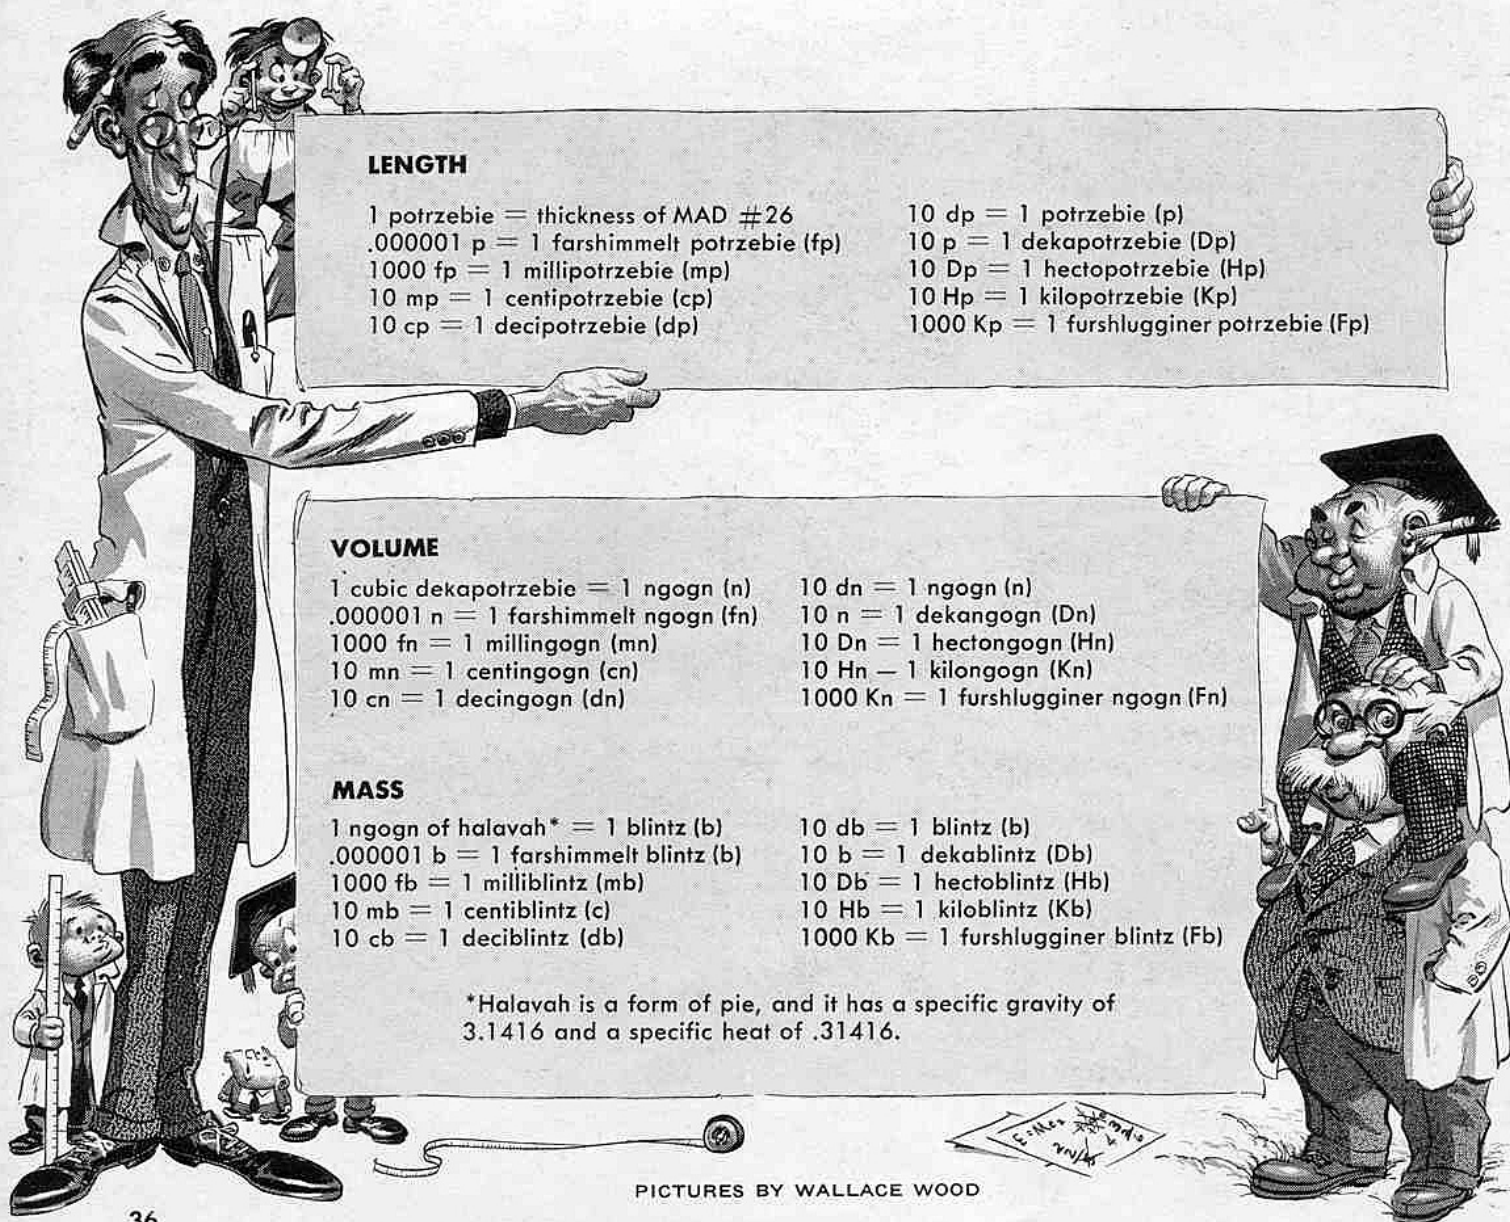 LENGTH
1 potrzebie = thickness of MAD #26
.000001 p = 1 farshimmelt potrzebie (fp)
1000 fp = 1 millipotrzebie (mp)
10 mp = 1 centipotrzebie (cp)
10 cp = 1 decipotrzebie (dp)
10 dp = 1 potrzebie (p)
10 p = 1 dekapotrzebie (Dp)
10 Dp = 1 hectopotrzebie (Hp)
10 Hp = 1 kilopotrzebie (Kp)
1000 Kp = 1 furshlugginer potrzebie (Fp)
VOLUME
1 cubic dekapotrzebie = 1 ngogn (n)
.000001 n = 1 farshimmelt ngogn (fn)
1000 fn = 1 millingogn (mn)
10 mn = 1 centingogn (cn)
10 cn = 1 decingogn (dn)
10 dn = 1 ngogn (n)
10 n = 1 dekangogn (Dn)
10 Dn = 1 hectongogn (Hn)
10 Hn — 1 kilongogn (Kn)
1000 Kn = 1 furshlugginer ngogn (Fn)
MASS
1 ngogn of halavah* = 1 blintz (b)
.000001 b = 1 farshimmelt blintz (b)
1000 fb = 1 milliblintz (mb)
10 mb = 1 centiblintz (c)
10 cb = 1 deciblintz (db)
10 db = 1 blintz (b)
10 b = 1 dekablintz (Db)
10 Db = 1 hectoblintz (Hb)
10 Hb = 1 kiloblintz (Kb)
1000 Kb = 1 furshlugginer blintz (Fb)
*Halavah is a form of pie, and it has a specific gravity of
3.1416 and a specific heat of .31416.
PICTURES BY WALLACE WOOD
36